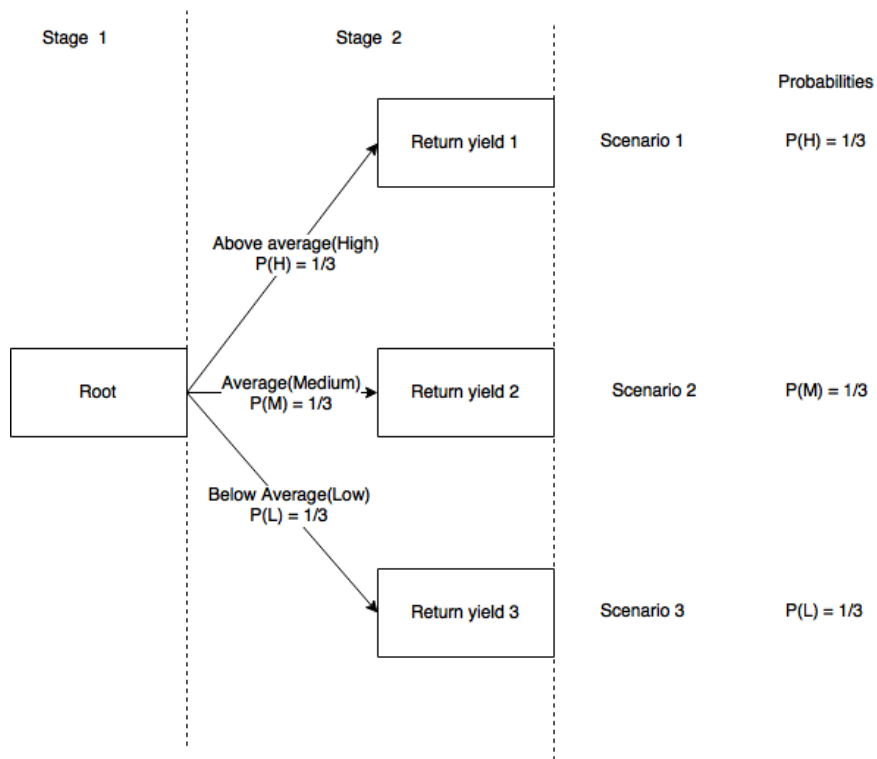 Stage 1
Stage 2
Probabilities
Return yield 1
Scenario 1
P(H) = 1/3
Above average(High)
P(H) = 1/3
Root
Average(Medium)
P(M) = 1/3
Return yield 2
Scenario 2
P(M) = 1/3
Below Average(Low)
P(L) = 1/3
Return yield 3
Scenario 3
P(L) = 1/3